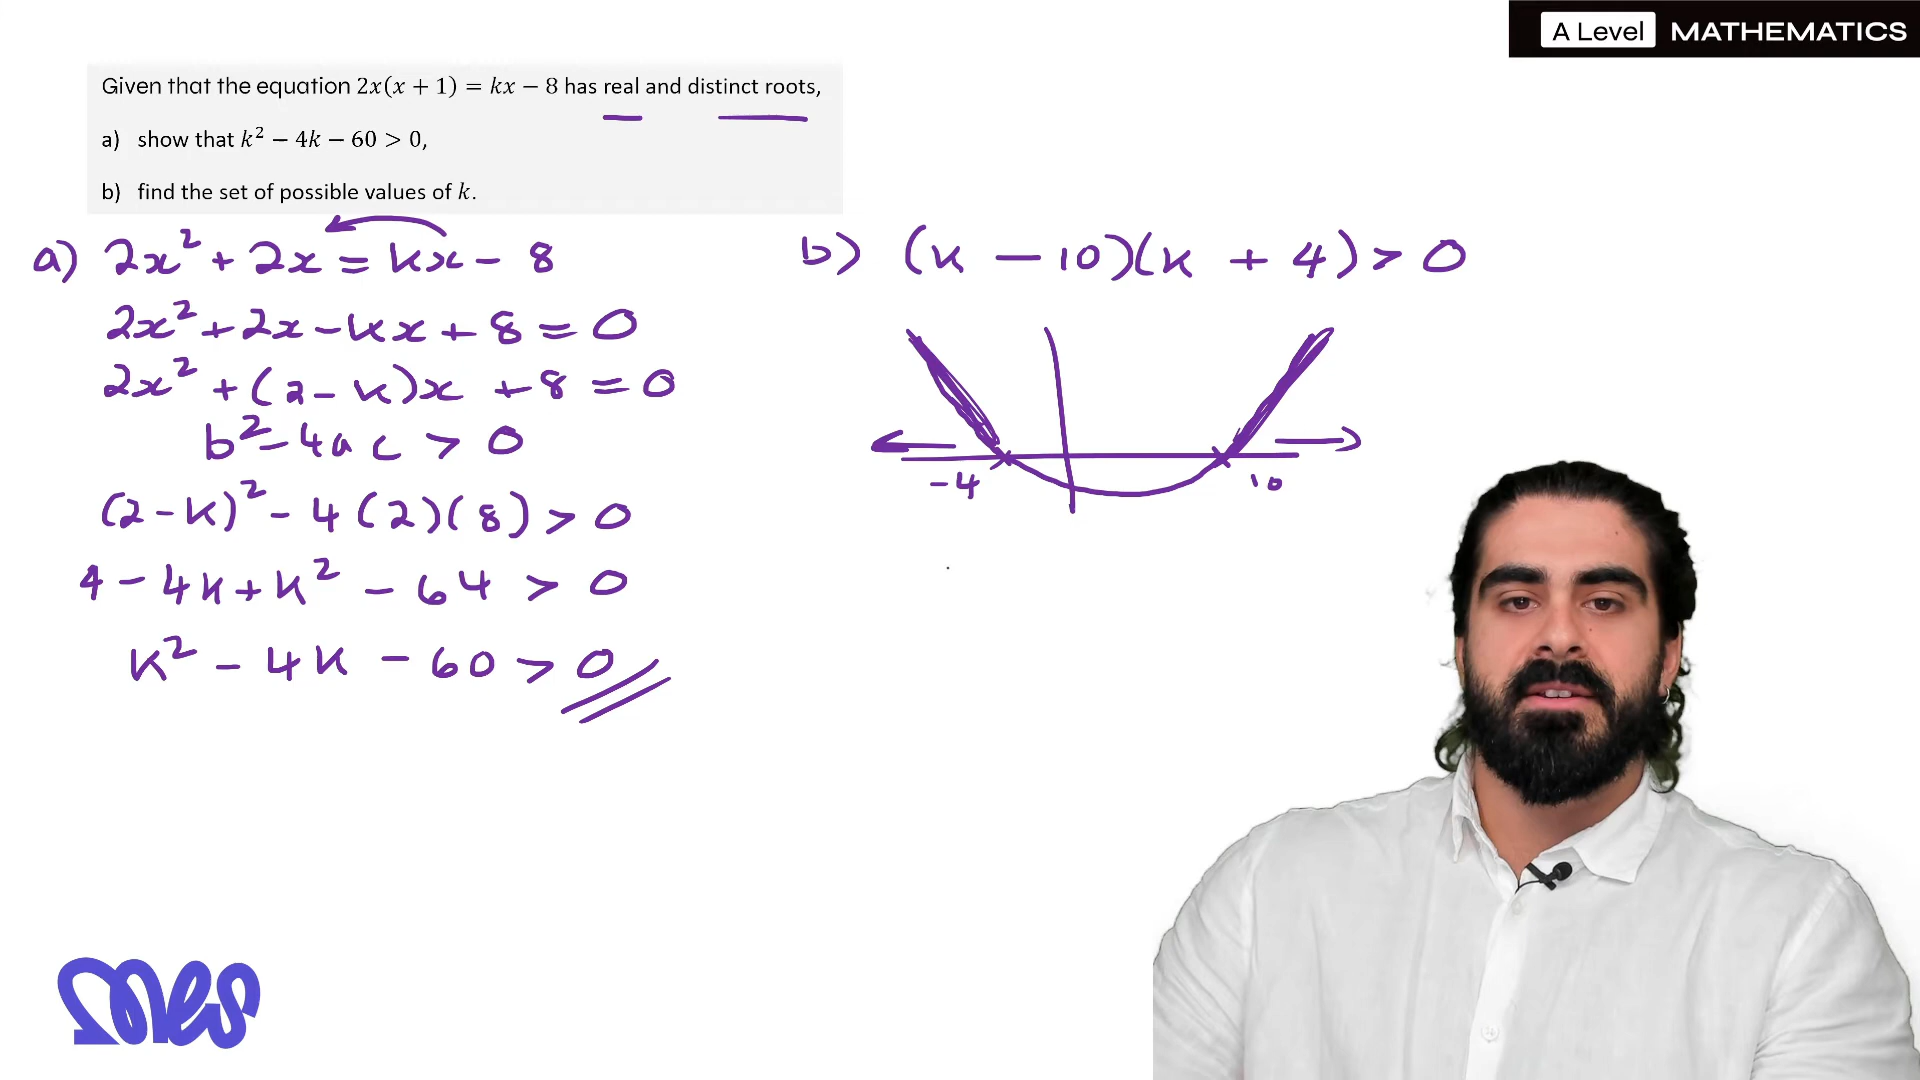 A Level MATHEMATICS
Given that the equation 2x(x + 1) = kx − 8 has real and distinct roots,
a) show that k² − 4k − 60 > 0,
b) find the set of possible values of k.
a) 2x² + 2x = kx − 8
2x² + 2x − kx + 8 = 0
2x² + (2 − k)x + 8 = 0
b² − 4ac > 0
(2 − k)² − 4(2)(8) > 0
4 − 4k + k² − 64 > 0
k² − 4k − 60 > 0
b) (k − 10)(k + 4) > 0
−4 10
mes